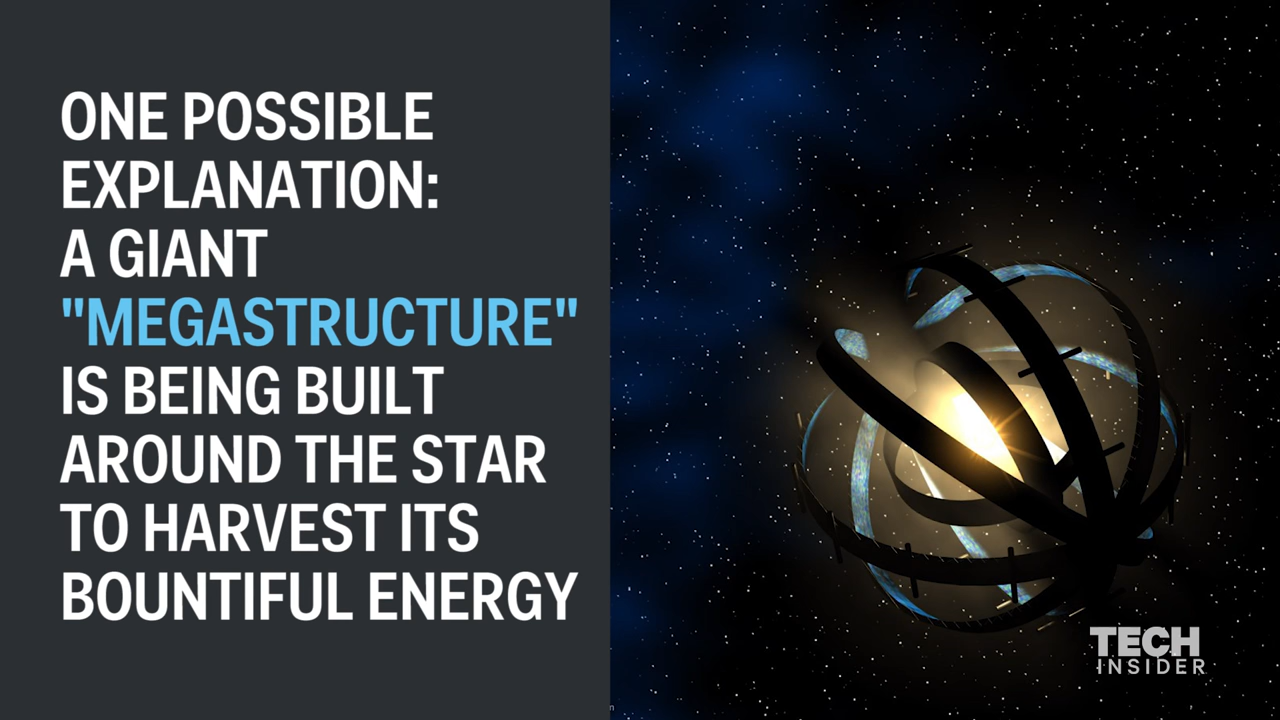 ONE POSSIBLE
EXPLANATION:
A GIANT
"MEGASTRUCTURE"
IS BEING BUILT
AROUND THE STAR
TO HARVEST ITS
BOUNTIFUL ENERGY
TECH
INSIDER